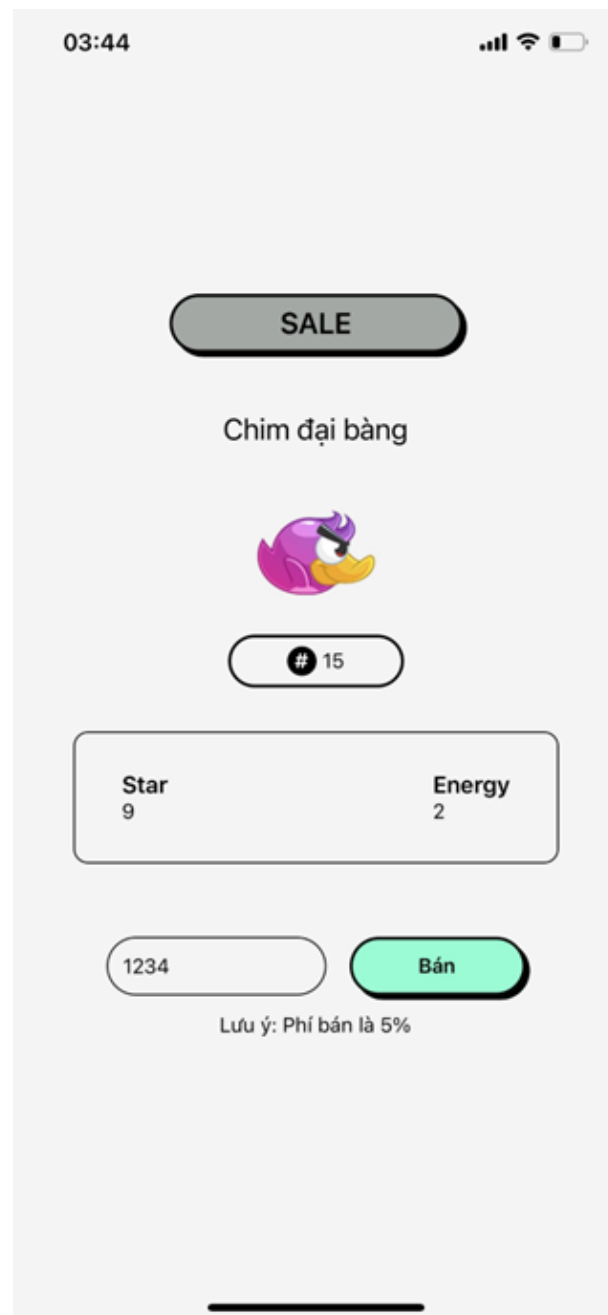 03:44
SALE
Chim đại bàng
# 15
Star Energy
9 2
1234 Bán
Lưu ý: Phí bán là 5%